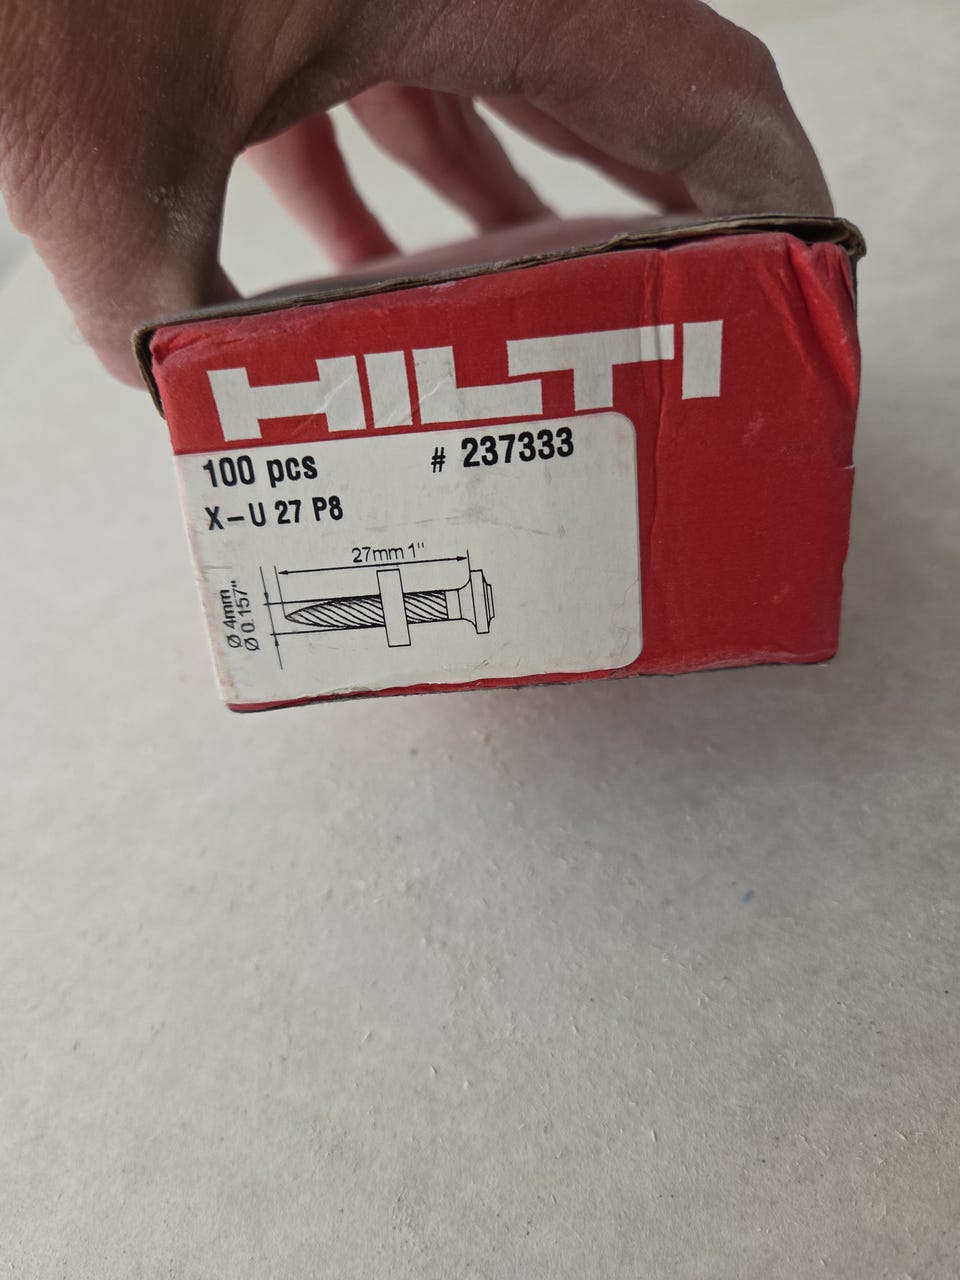 HILTI
100 pcs # 237333
X-U 27 P8
27mm 1"
Ø 4mm
Ø 0.157"